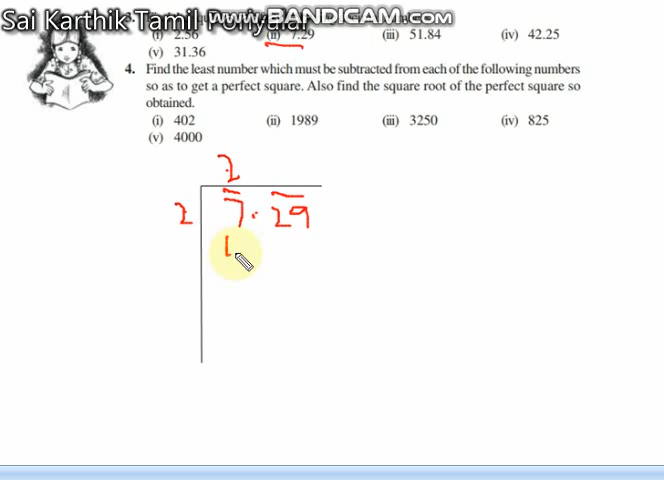 Sai Karthik Tamil Poriyalar
www.BANDICAM.com
3.
(i) 2.56 (ii) 7.29 (iii) 51.84 (iv) 42.25
(v) 31.36
4. Find the least number which must be subtracted from each of the following numbers
so as to get a perfect square. Also find the square root of the perfect square so
obtained.
(i) 402 (ii) 1989 (iii) 3250 (iv) 825
(v) 4000
2
2 7.29